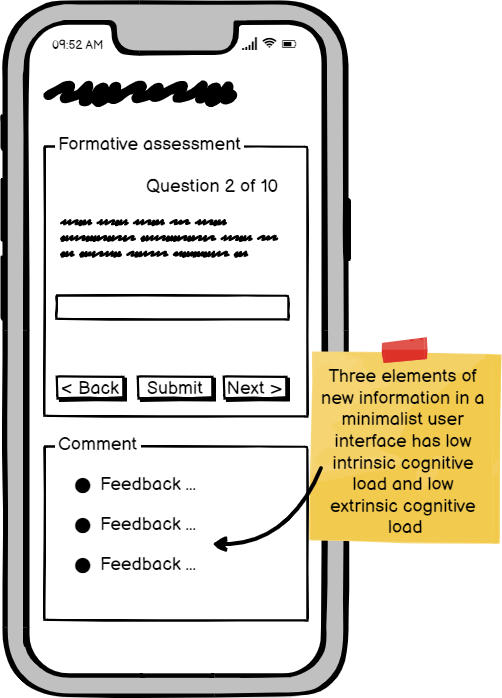 09:52 AM
Formative assessment
Question 2 of 10
< Back
Submit
Next >
Comment
Feedback ...
Feedback ...
Feedback ...
Three elements of
new information in a
minimalist user
interface has low
intrinsic cognitive
load and low
extrinsic cognitive
load